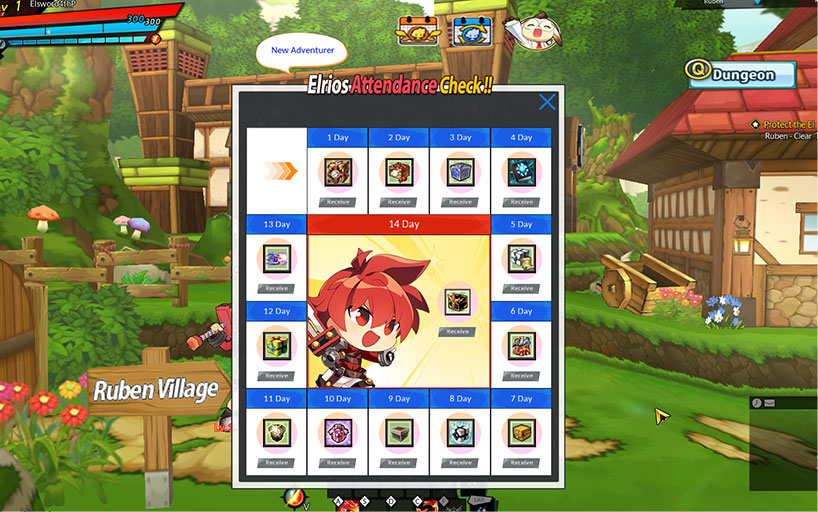 1
Elsword4thP
300/300
New Adventurer
Elrios Attendance Check!!
Ruben
Q Dungeon
Protect the El
Ruben - Clear
1 Day
2 Day
3 Day
4 Day
Receive
Receive
Receive
Receive
13 Day
14 Day
5 Day
Receive
Receive
Receive
12 Day
6 Day
Receive
Receive
11 Day
10 Day
9 Day
8 Day
7 Day
Receive
Receive
Receive
Receive
Receive
Ruben Village
V
A
S
D
C